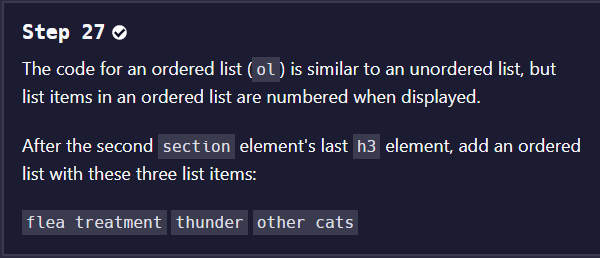 Step 27
The code for an ordered list (ol) is similar to an unordered list, but
list items in an ordered list are numbered when displayed.
After the second section element's last h3 element, add an ordered
list with these three list items:
flea treatment thunder other cats